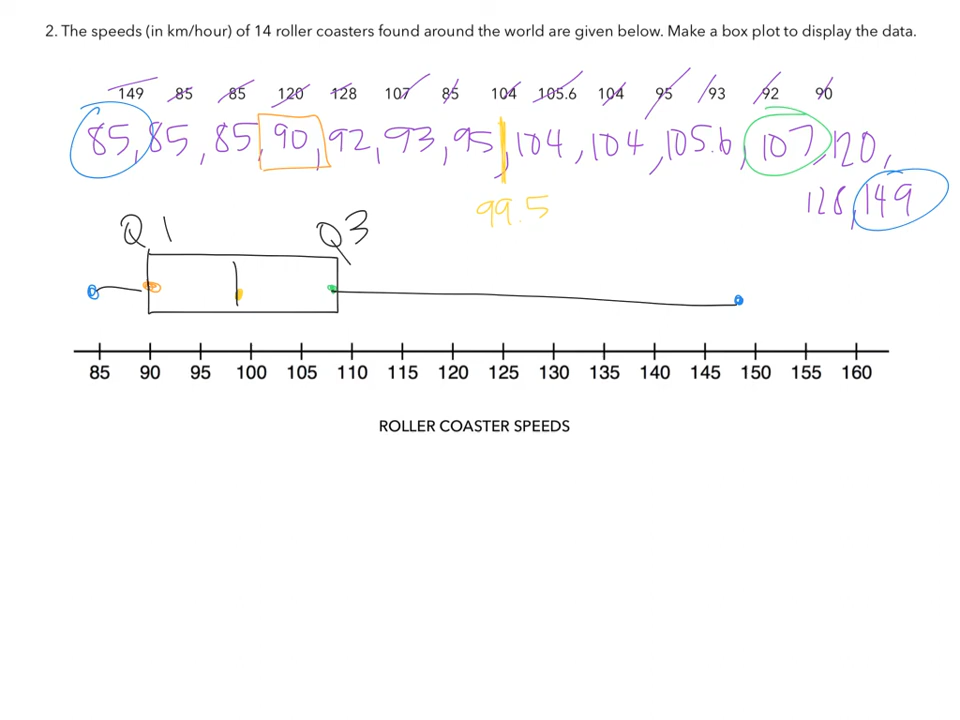 2. The speeds (in km/hour) of 14 roller coasters found around the world are given below. Make a box plot to display the data.
149 85 85 120 128 107 85 104 105.6 104 95 93 92 90
85, 85, 85, 90, 92, 93, 95, 104, 104, 105.6, 107, 120,
128, 149
99.5
Q1 Q3
85 90 95 100 105 110 115 120 125 130 135 140 145 150 155 160
ROLLER COASTER SPEEDS